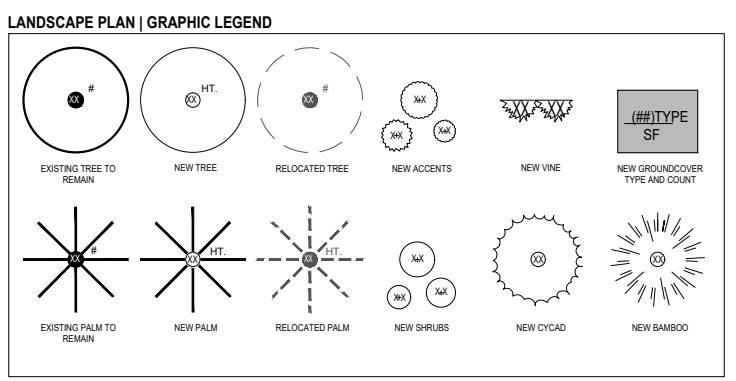 LANDSCAPE PLAN | GRAPHIC LEGEND
XX #
XX HT.
XX #
X+X
X+X X+X
XX XX
(##)TYPE
SF
EXISTING TREE TO
REMAIN
NEW TREE
RELOCATED TREE
NEW ACCENTS
NEW VINE
NEW GROUNDCOVER
TYPE AND COUNT
XX #
XX HT.
XX HT.
X+X
X+X X+X
XX
XX
EXISTING PALM TO
REMAIN
NEW PALM
RELOCATED PALM
NEW SHRUBS
NEW CYCAD
NEW BAMBOO